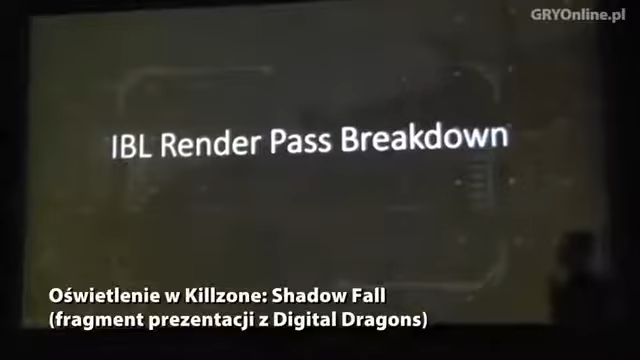 GRYOnline.pl
IBL Render Pass Breakdown
Oświetlenie w Killzone: Shadow Fall
(fragment prezentacji z Digital Dragons)